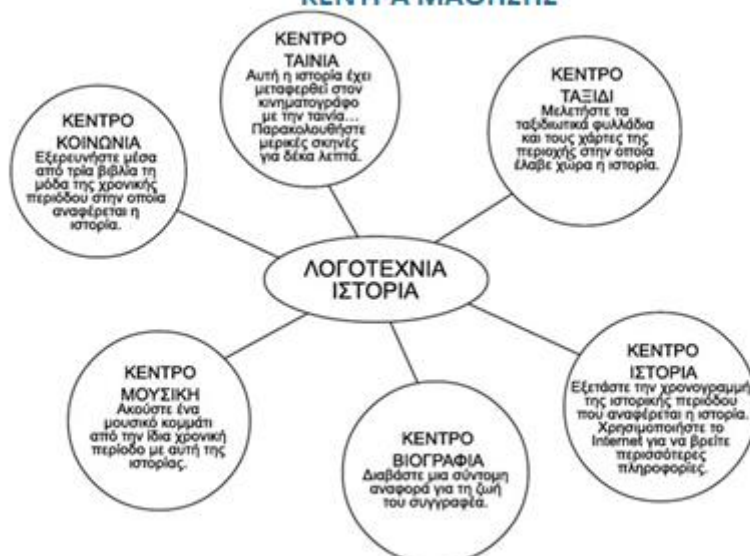 ΚΕΝΤΡΑ ΜΑΘΗΣΗΣ
ΚΕΝΤΡΟ
ΤΑΙΝΙΑ
Αυτή η ιστορία έχει
μεταφερθεί στον
κινηματογράφο
με την ταινία...
Παρακολουθήστε
μερικές σκηνές
για δέκα λεπτά.
ΚΕΝΤΡΟ
ΤΑΞΙΔΙ
Μελετήστε τα
ταξιδιωτικά φυλλάδια
και τους χάρτες της
περιοχής στην οποία
έλαβε χώρα η ιστορία.
ΚΕΝΤΡΟ
ΚΟΙΝΩΝΙΑ
Εξερευνήστε μέσα
από τρία βιβλία τη
μόδα της χρονικής
περιόδου στην οποία
αναφέρεται η
ιστορία.
ΛΟΓΟΤΕΧΝΙΑ
ΙΣΤΟΡΙΑ
ΚΕΝΤΡΟ
ΜΟΥΣΙΚΗ
Ακούστε ένα
μουσικό κομμάτι
από την ίδια χρονική
περίοδο με αυτή της
ιστορίας.
ΚΕΝΤΡΟ
ΒΙΟΓΡΑΦΙΑ
Διαβάστε μια σύντομη
αναφορά για τη ζωή
του συγγραφέα.
ΚΕΝΤΡΟ
ΙΣΤΟΡΙΑ
Εξετάστε την χρονογραμμή
της ιστορικής περιόδου
που αναφέρεται η ιστορία.
Χρησιμοποιήστε το
Internet για να βρείτε
περισσότερες
πληροφορίες.